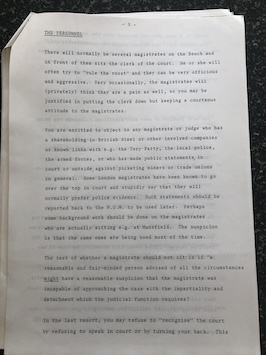 - 5 -
THE PERSONNEL
There will normally be several magistrates on the Bench and
in front of them sits the clerk of the court. He or she will
often try to "rule the roost" and they can be very officious
and aggressive. Very occasionally, the magistrates will
(privately) think they are a pain as well, so you may be
justified in putting the clerk down but keeping a courteous
attitude to the magistrates.
You are entitled to object to any magistrate or judge who has
a shareholding in British Steel or other involved companies
or known links with e.g. the Tory Party, the local police,
the armed forces, or who has made public statements in
court or outside against picketing miners or trade unions
in general. Some London magistrates have been known to go
over the top in court and stupidly say that they will
normally prefer police evidence. Such statements should be
reported back to the N.U.M. to be used later. Perhaps
some background work should be done on the magistrates
who are actually sitting e.g. at Mansfield. The suspicion
is that the same ones are being used most of the time.
The test of whether a magistrate should not sit is if "a
reasonable and fair-minded person advised of all the circumstances
might have a reasonable suspicion that the magistrate was
incapable of approaching the case with the impartiality and
detachment which the judicial function requires"
In the last resort, you may refuse to "recognise" the court
by refusing to speak in court or by turning your back. This